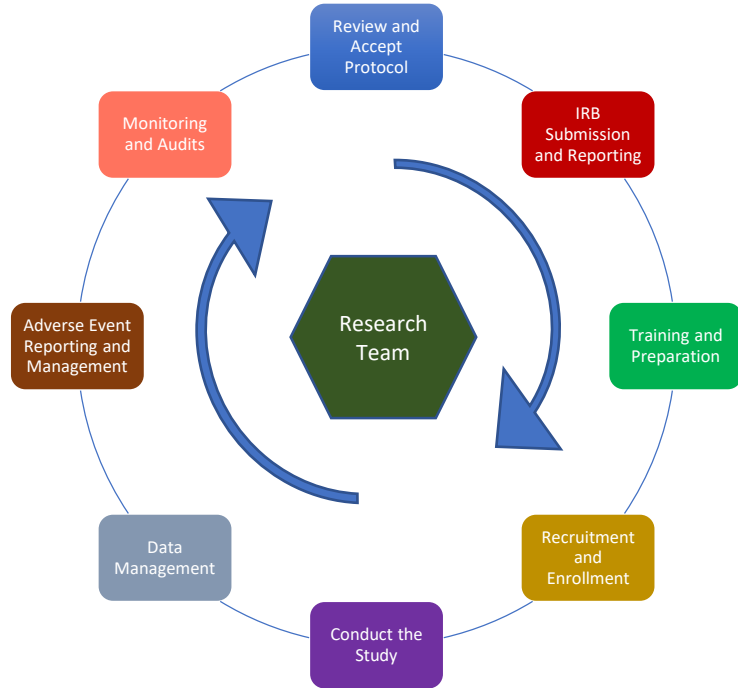 Review and
Accept
Protocol
IRB
Submission
and Reporting
Training and
Preparation
Recruitment
and
Enrollment
Conduct the
Study
Data
Management
Adverse Event
Reporting and
Management
Monitoring
and Audits
Research
Team